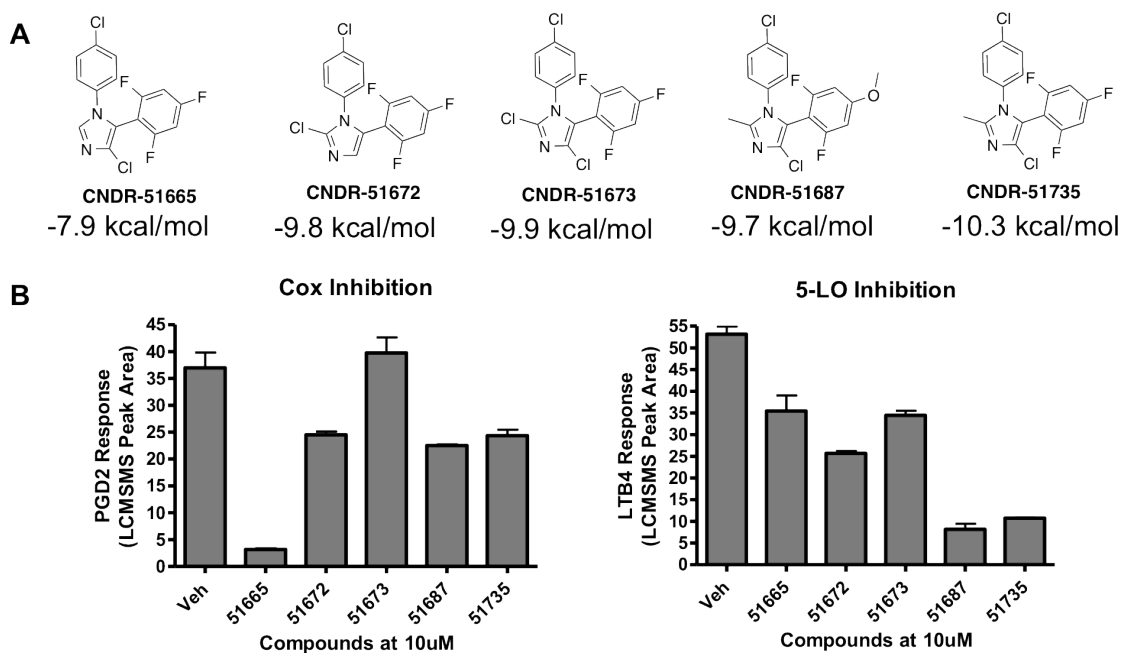 A
Cl
N
N
Cl
F
F
F
CNDR-51665
-7.9 kcal/mol
Cl
Cl
N
N
F
F
F
CNDR-51672
-9.8 kcal/mol
Cl
Cl
N
N
Cl
F
F
F
CNDR-51673
-9.9 kcal/mol
Cl
N
N
Cl
F
O
F
CNDR-51687
-9.7 kcal/mol
Cl
N
N
Cl
F
F
F
CNDR-51735
-10.3 kcal/mol
B
Cox Inhibition
PGD2 Response
(LCMSMS Peak Area)
45
40
35
30
25
20
15
10
5
0
Veh
51665
51672
51673
51687
51735
Compounds at 10uM
5-LO Inhibition
LTB4 Response
(LCMSMS Peak Area)
55
50
45
40
35
30
25
20
15
10
5
0
Veh
51665
51672
51673
51687
51735
Compounds at 10uM